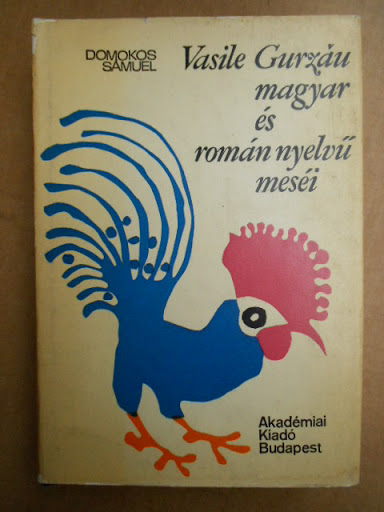 DOMOKOS
SÁMUEL
Vasile Gurzău
magyar
és
román nyelvű
meséi
Akadémiai
Kiadó
Budapest